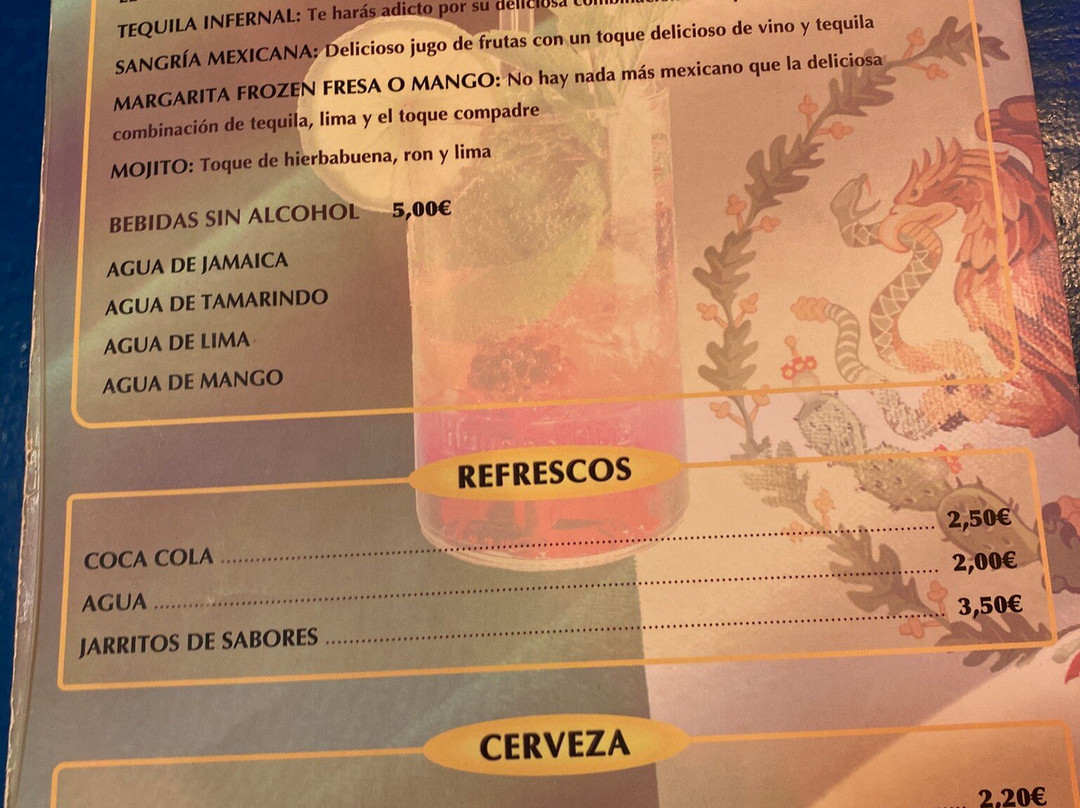 TEQUILA INFERNAL: Te harás adicto por su deliciosa
SANGRÍA MEXICANA: Delicioso jugo de frutas con un toque delicioso de vino y tequila
MARGARITA FROZEN FRESA O MANGO: No hay nada más mexicano que la deliciosa
combinación de tequila, lima y el toque compadre
MOJITO: Toque de hierbabuena, ron y lima
BEBIDAS SIN ALCOHOL 5,00€
AGUA DE JAMAICA
AGUA DE TAMARINDO
AGUA DE LIMA
AGUA DE MANGO
REFRESCOS
COCA COLA 2,50€
AGUA 2,00€
JARRITOS DE SABORES 3,50€
CERVEZA
2,20€